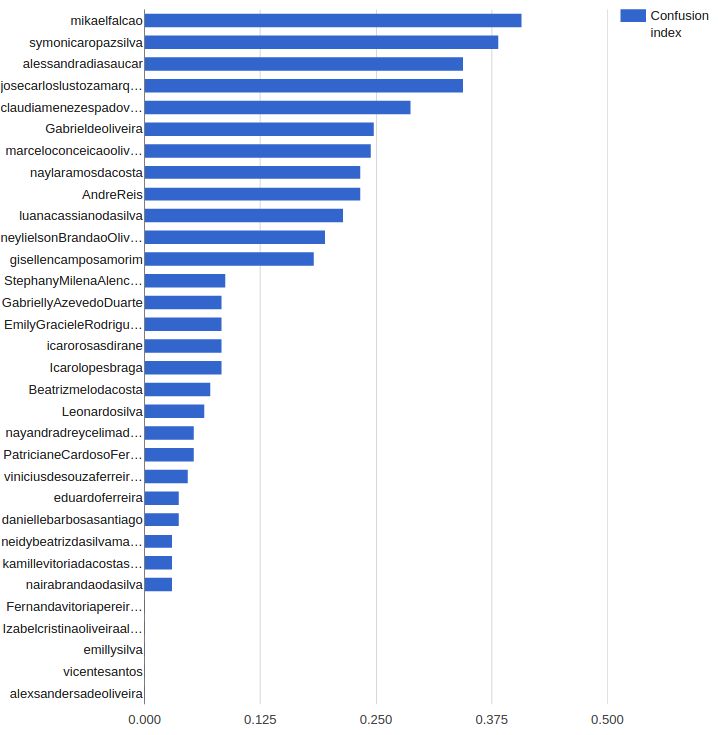 mikaelfalcao
symonicaropazsilva
alessandradiasaucar
josecarloslustozamarq...
claudiamenezespadov...
Gabrieldeoliveira
marceloconceicaooliv...
naylaramosdacosta
AndreReis
luanacassianodasilva
neylielsonBrandaoOliv...
gisellencamposamorim
StephanyMilenaAlenc...
GabriellyAzevedoDuarte
EmilyGracieleRodrigu...
icarorosasdirane
Icarolopesbraga
Beatrizmelodacosta
Leonardosilva
nayandradreycelimad...
PatricianeCardosoFer...
viniciusdesouzaferreir...
eduardoferreira
daniellebarbosasantiago
neidybeatrizdasilvama...
kamillevitoriadacostas...
nairabrandaodasilva
Fernandavitoriapereir...
Izabelcristinaoliveiraal...
emillysilva
vicentesantos
alexsandersadeoliveira
0.000 0.125 0.250 0.375 0.500
Confusion
index